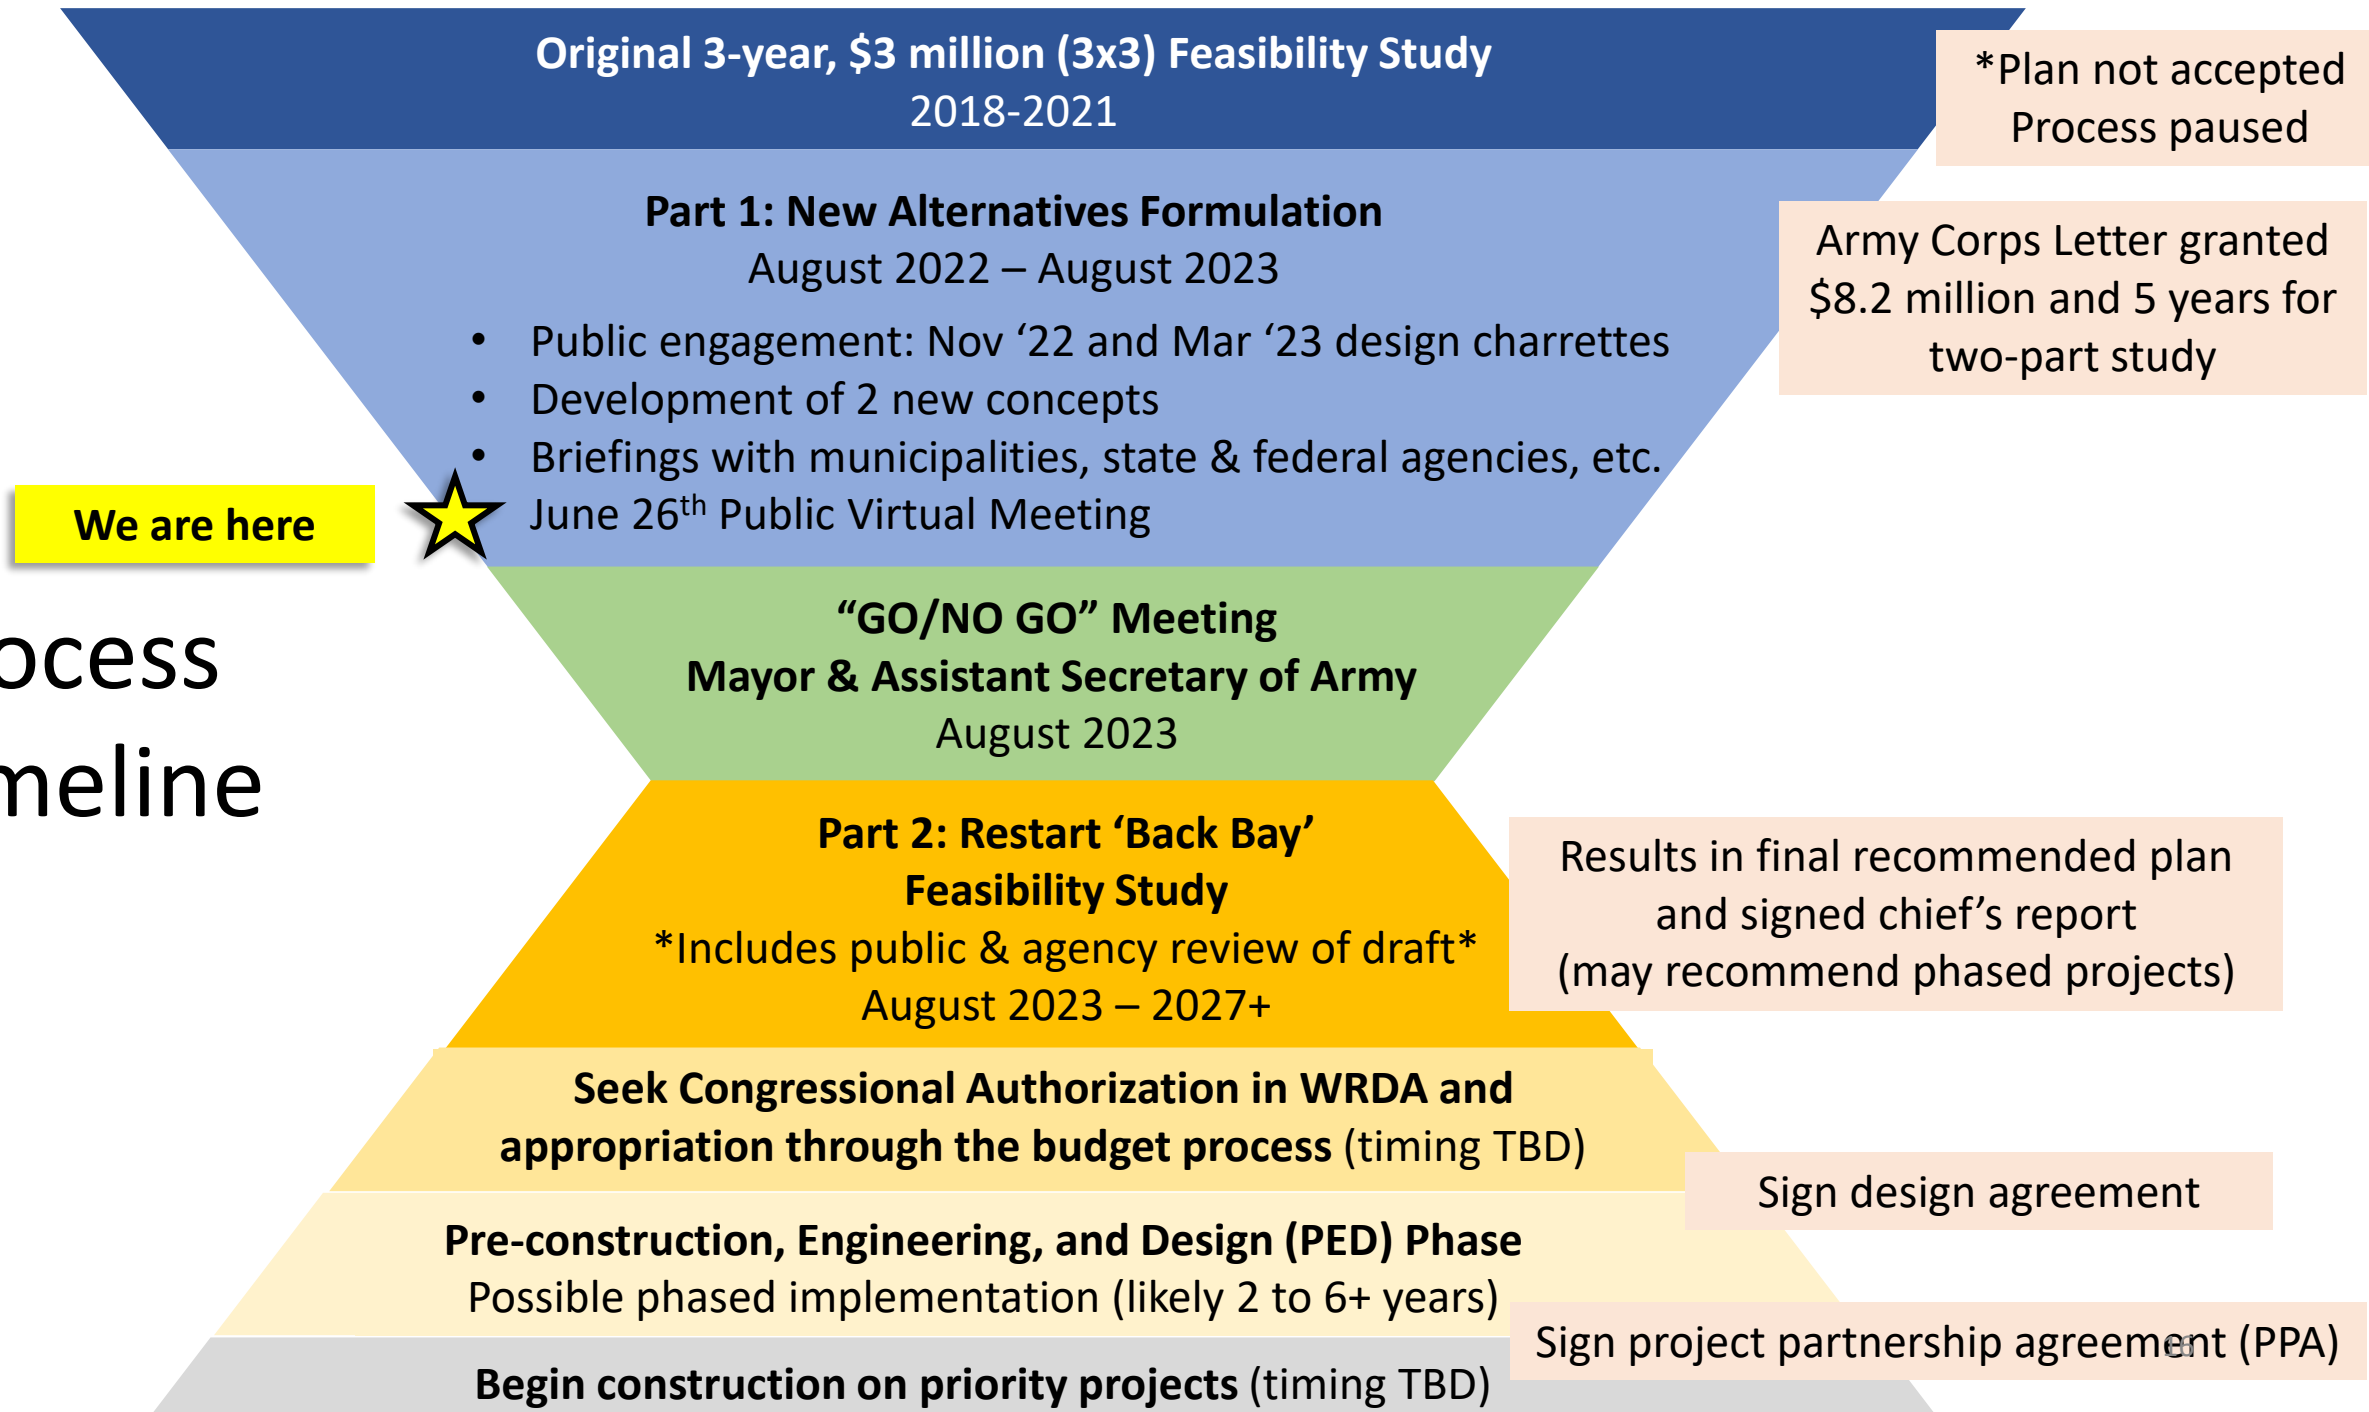 Original 3-year, $3 million (3x3) Feasibility Study
2018-2021
*Plan not accepted
Process paused
Part 1: New Alternatives Formulation
August 2022 – August 2023
• Public engagement: Nov ‘22 and Mar ‘23 design charrettes
• Development of 2 new concepts
• Briefings with municipalities, state & federal agencies, etc.
June 26th Public Virtual Meeting
Army Corps Letter granted
$8.2 million and 5 years for
two-part study
We are here
ocess
meline
“GO/NO GO” Meeting
Mayor & Assistant Secretary of Army
August 2023
Part 2: Restart ‘Back Bay’
Feasibility Study
*Includes public & agency review of draft*
August 2023 – 2027+
Results in final recommended plan
and signed chief’s report
(may recommend phased projects)
Seek Congressional Authorization in WRDA and
appropriation through the budget process (timing TBD)
Sign design agreement
Pre-construction, Engineering, and Design (PED) Phase
Possible phased implementation (likely 2 to 6+ years)
Sign project partnership agreement (PPA)
16
Begin construction on priority projects (timing TBD)